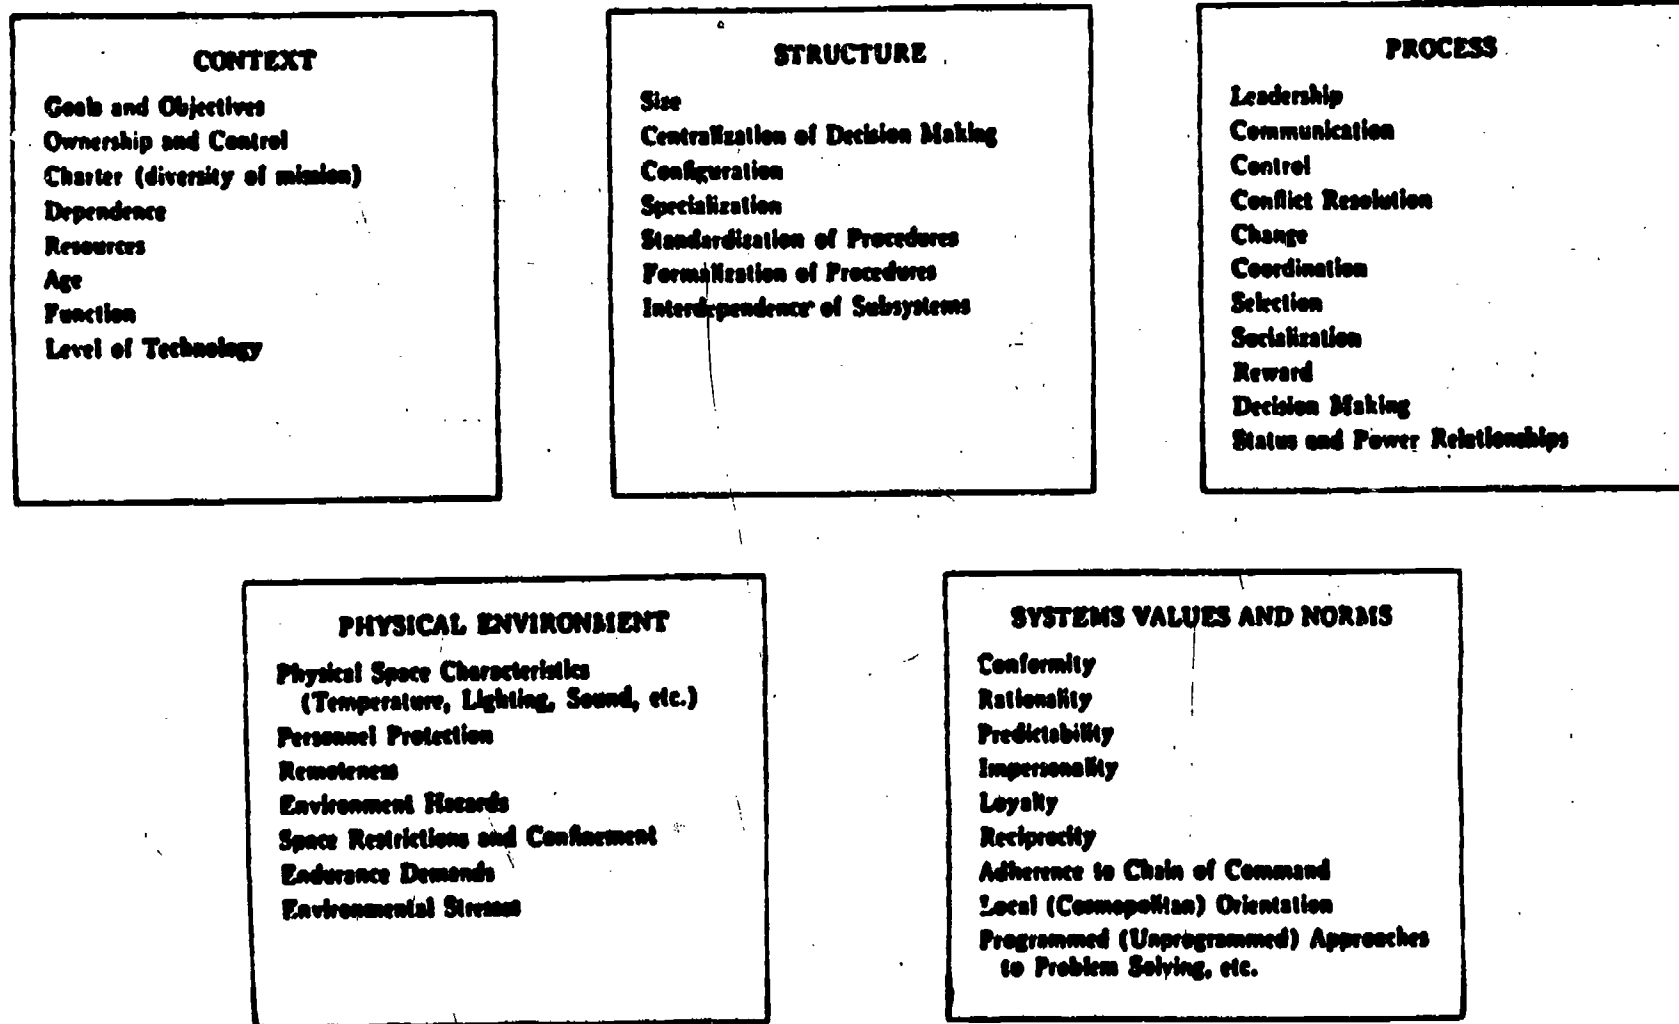 CONTEXT
Goals and Objectives
Ownership and Control
Charter (diversity of mission)
Dependence
Resources
Age
Function
Level of Technology
STRUCTURE
Size
Centralization of Decision Making
Configuration
Specialization
Standardization of Procedures
Formalization of Procedures
Interdependence of Subsystems
PROCESS
Leadership
Communication
Control
Conflict Resolution
Change
Coordination
Selection
Socialization
Reward
Decision Making
Status and Power Relationships
PHYSICAL ENVIRONMENT
Physical Space Characteristics
(Temperature, Lighting, Sound, etc.)
Personnel Protection
Remoteness
Environment Hazards
Space Restrictions and Confinement
Endurance Demands
Environmental Stresses
SYSTEMS VALUES AND NORMS
Conformity
Rationality
Predictability
Impersonality
Loyalty
Reciprocity
Adherence to Chain of Command
Local (Cosmopolitan) Orientation
Programmed (Unprogrammed) Approaches
to Problem Solving, etc.